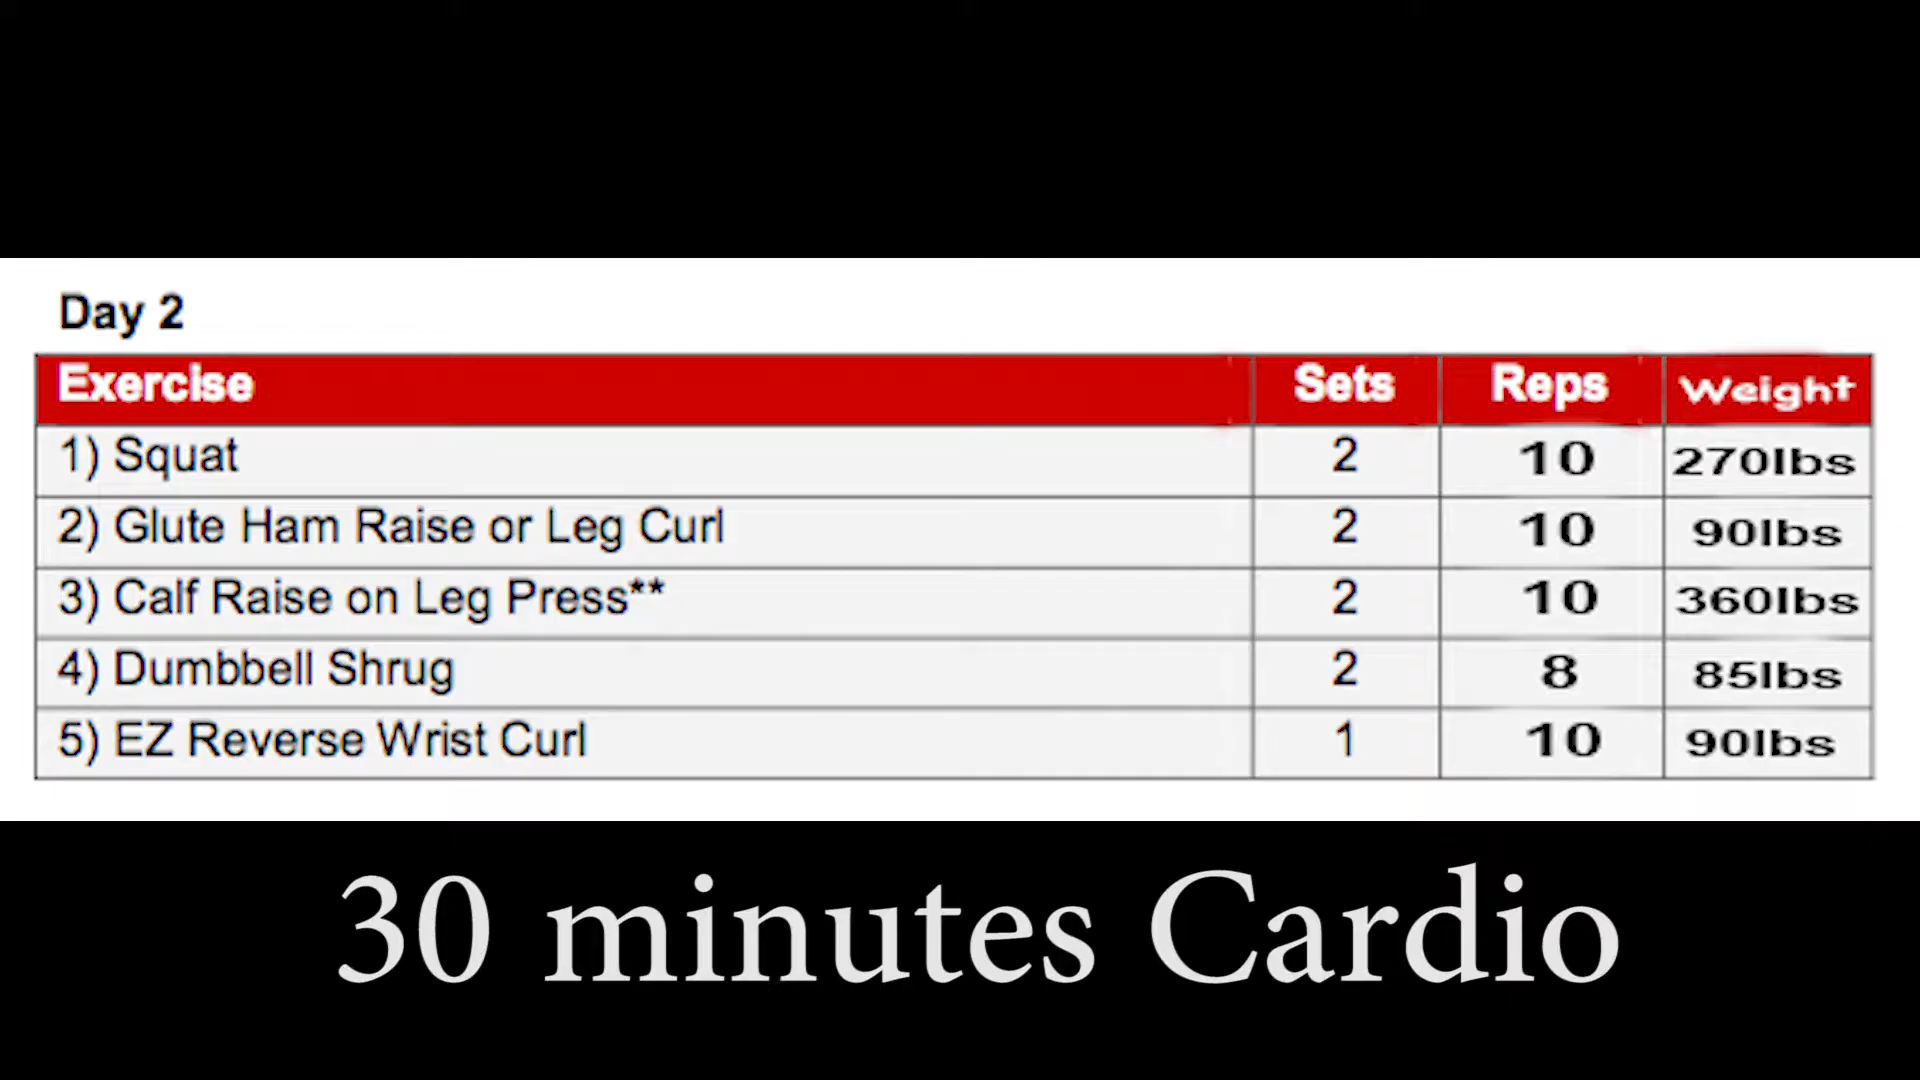 Day 2
Exercise Sets Reps Weight
1) Squat 2 10 270lbs
2) Glute Ham Raise or Leg Curl 2 10 90lbs
3) Calf Raise on Leg Press** 2 10 360lbs
4) Dumbbell Shrug 2 8 85lbs
5) EZ Reverse Wrist Curl 1 10 90lbs
30 minutes Cardio